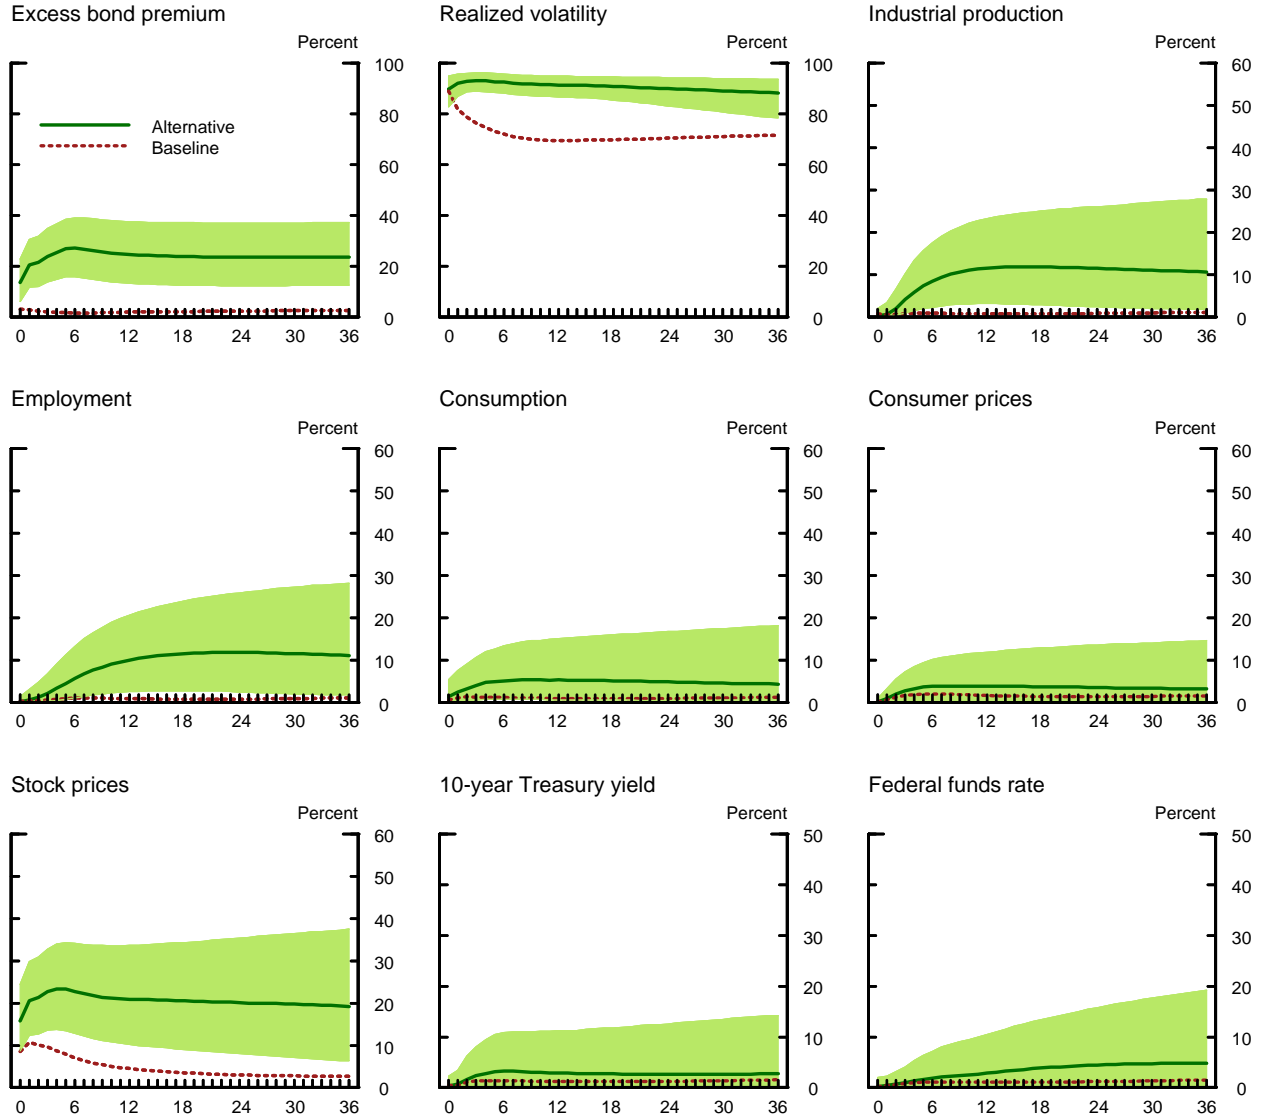 Excess bond premium
Percent
100
80
60
40
20
0
Alternative
Baseline
0 6 12 18 24 30 36
Realized volatility
Percent
100
80
60
40
20
0
0 6 12 18 24 30 36
Industrial production
Percent
60
50
40
30
20
10
0
0 6 12 18 24 30 36
Employment
Percent
60
50
40
30
20
10
0
0 6 12 18 24 30 36
Consumption
Percent
60
50
40
30
20
10
0
0 6 12 18 24 30 36
Consumer prices
Percent
60
50
40
30
20
10
0
0 6 12 18 24 30 36
Stock prices
Percent
60
50
40
30
20
10
0
0 6 12 18 24 30 36
10-year Treasury yield
Percent
50
40
30
20
10
0
0 6 12 18 24 30 36
Federal funds rate
Percent
50
40
30
20
10
0
0 6 12 18 24 30 36